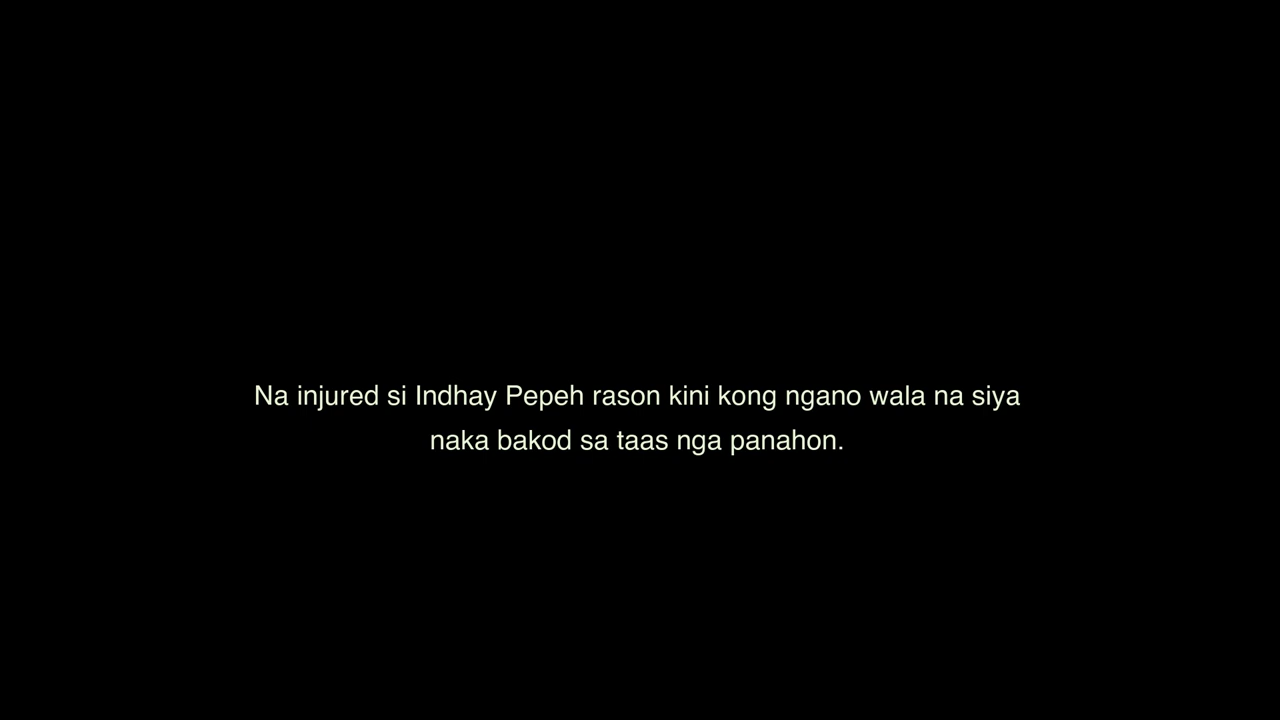 Na injured si Indhay Pepeh rason kini kong ngano wala na siya
naka bakod sa taas nga panahon.